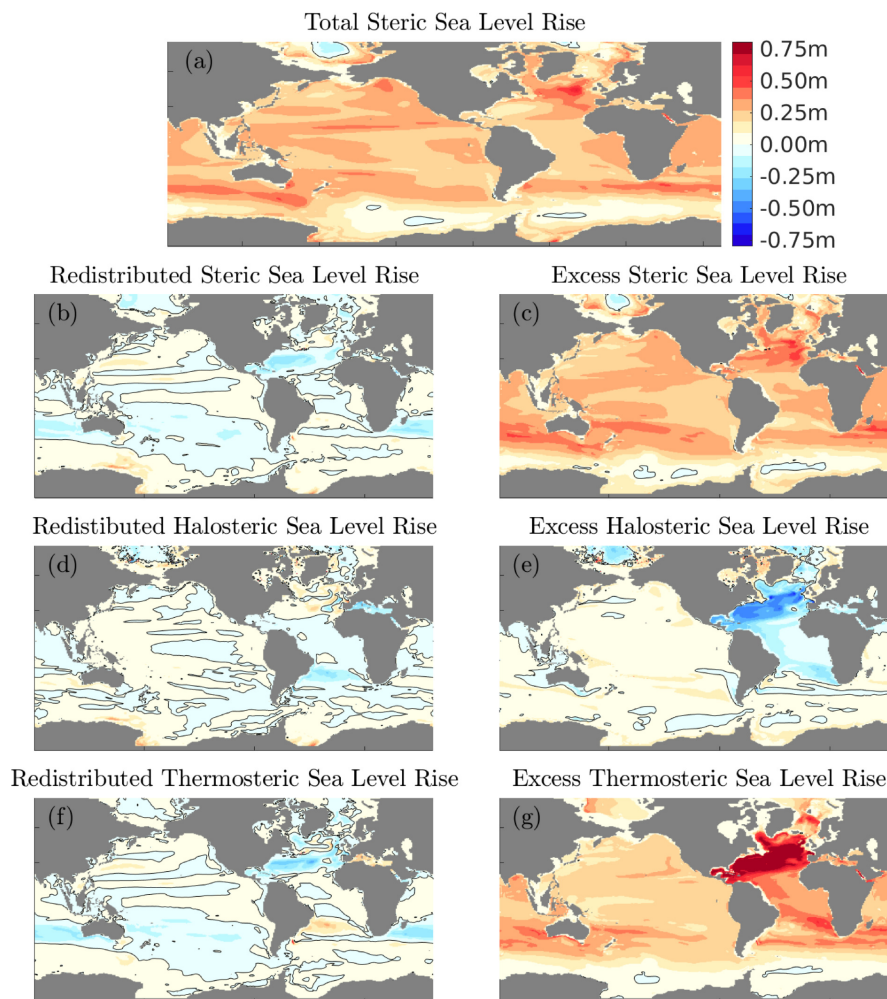 Total Steric Sea Level Rise
(a)
0.75m
0.50m
0.25m
0.00m
-0.25m
-0.50m
-0.75m
Redistributed Steric Sea Level Rise
(b)
Excess Steric Sea Level Rise
(c)
Redistibuted Halosteric Sea Level Rise
(d)
Excess Halosteric Sea Level Rise
(e)
Redistributed Thermosteric Sea Level Rise
(f)
Excess Thermosteric Sea Level Rise
(g)